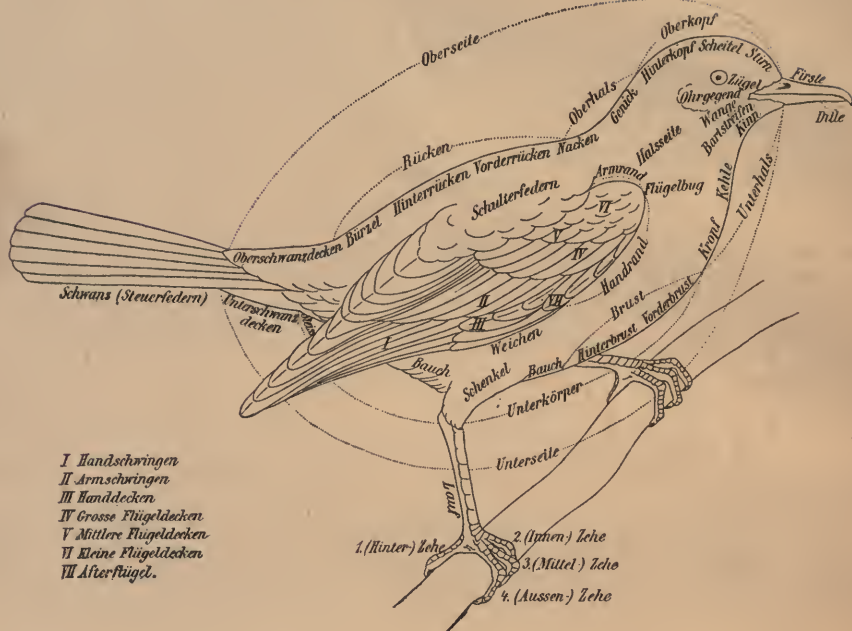 Oberseite
Oberkopf
Hinterkopf Scheitel Stirn
Firste
Zügel
Ohrgegend
Wange
Bartstreifen
Kinn
Dille
Oberhals
Genick
Rücken
Hinterrücken Vorderrücken Nacken
Halsseite
Kehle
Unterhals
Armrand
Flügelbug
Schulterfedern
VI
V
IV
Kropf
Handrand
Oberschwanzdecken Bürzel
Schwanz (Steuerfedern)
Unterschwanz
decken
II
VII
III
I
Brust
Hinterbrust Vorderbrust
Weichen
Bauch
Schenkel
Bauch
Unterkörper
Unterseite
Lauf
1.(Hinter-) Zehe
2.(Innen-) Zehe
3.(Mittel-) Zehe
4. (Aussen-) Zehe
I Handschwingen
II Armschwingen
III Handdecken
IV Grosse Flügeldecken
V Mittlere Flügeldecken
VI Kleine Flügeldecken
VII Afterflügel.